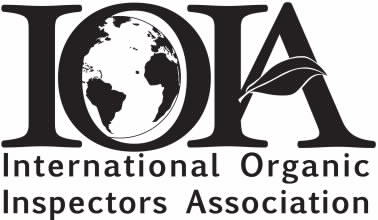 IOIA
International Organic
Inspectors Association